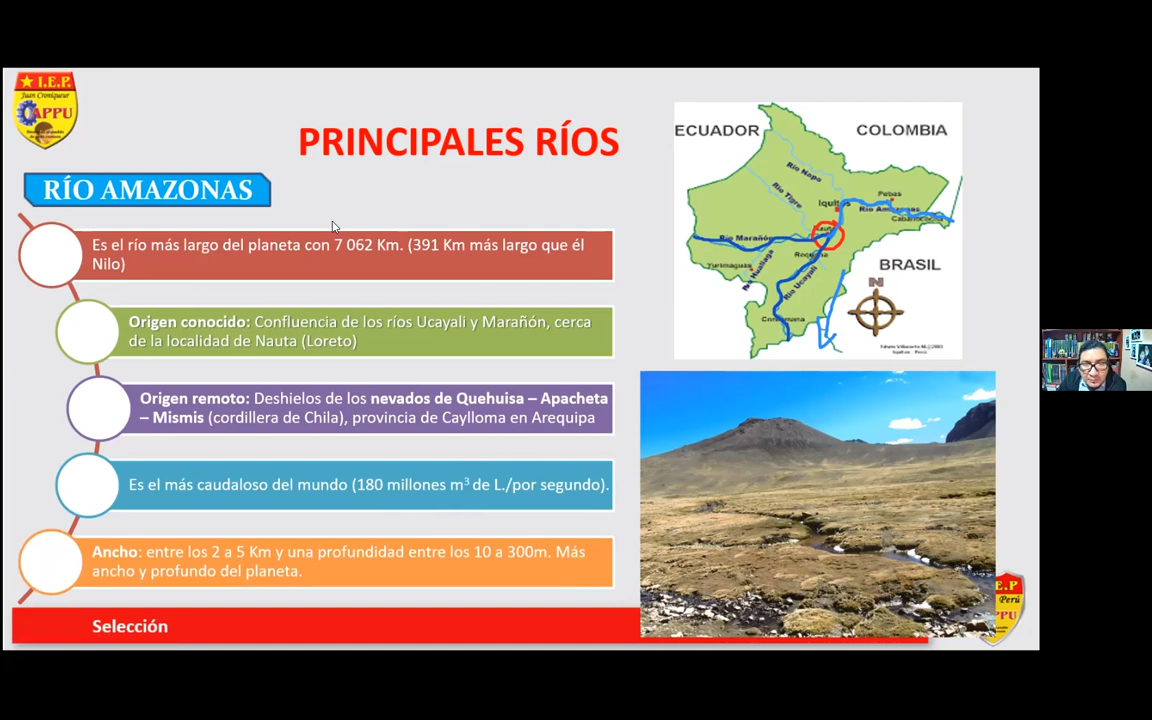 ★ I.E.P.
Juan Croniqueur
APPU
PRINCIPALES RÍOS
RÍO AMAZONAS
Es el río más largo del planeta con 7 062 Km. (391 Km más largo que él
Nilo)
Origen conocido: Confluencia de los ríos Ucayali y Marañón, cerca
de la localidad de Nauta (Loreto)
Origen remoto: Deshielos de los nevados de Quehuisa – Apacheta
– Mismis (cordillera de Chila), provincia de Caylloma en Arequipa
Es el más caudaloso del mundo (180 millones m³ de L./por segundo).
Ancho: entre los 2 a 5 Km y una profundidad entre los 10 a 300m. Más
ancho y profundo del planeta.
Selección
ECUADOR
COLOMBIA
Río Napo
Río Tigre
Pebas
Iquitos
Río Amazonas
Río Marañón
Yurimaguas
Río Huallaga
Río Ucayali
BRASIL
N
E.P
Perú
PPU